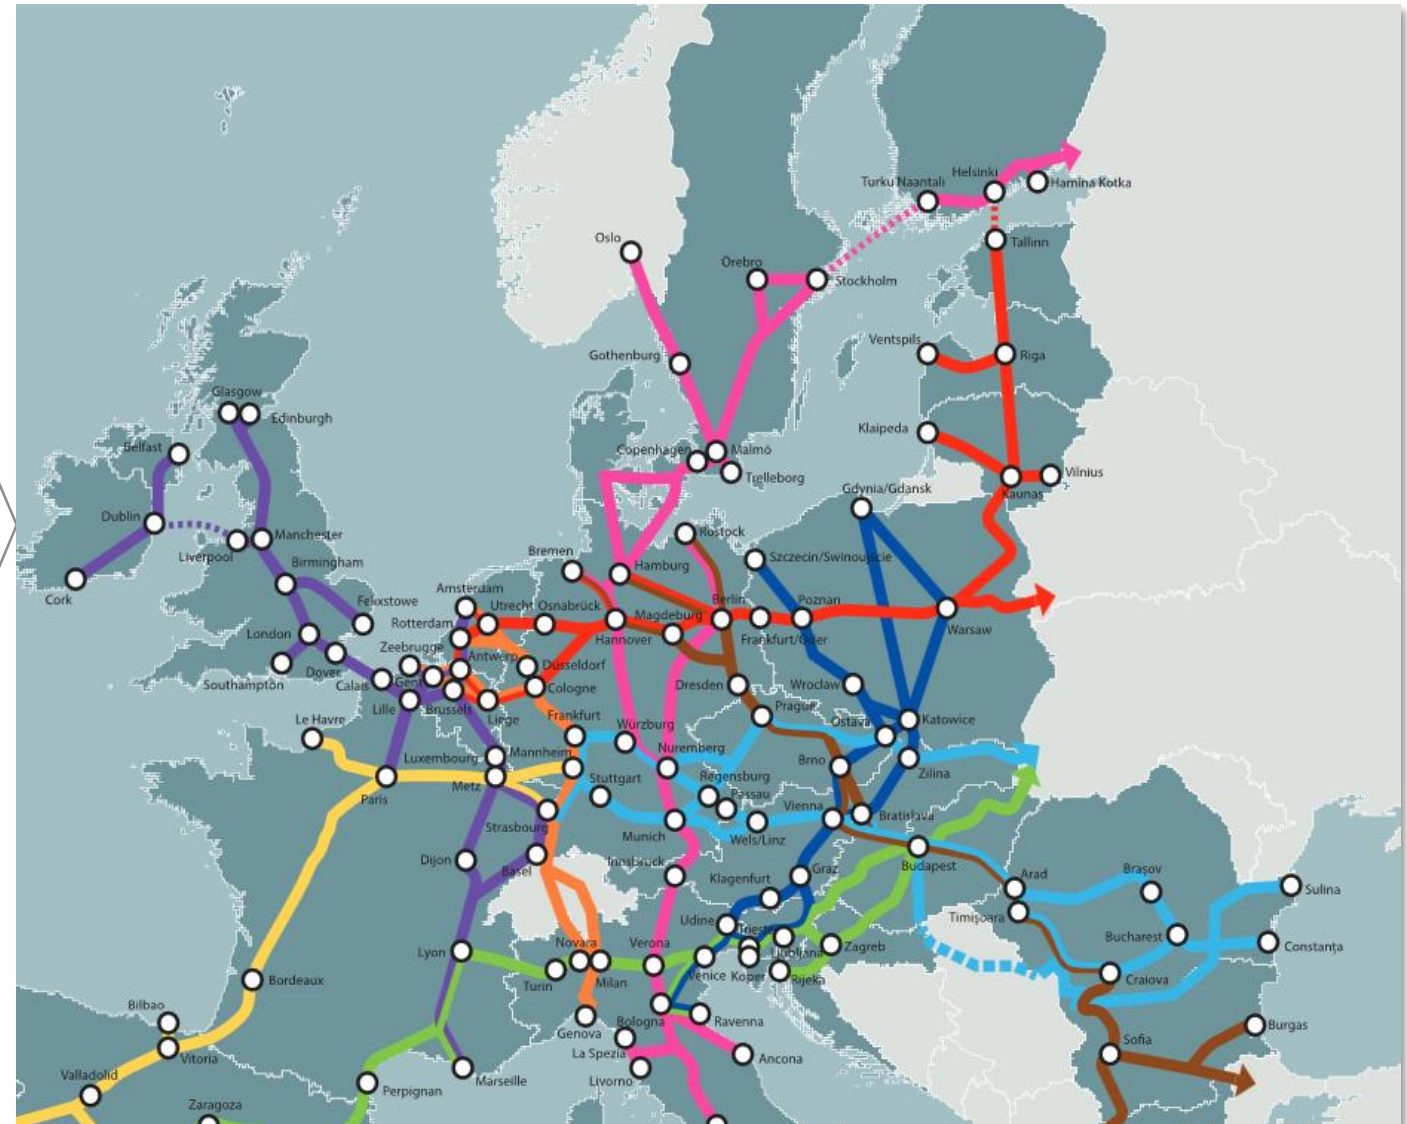 Helsinki
Turku Naantali
Hamina Kotka
Tallinn
Oslo
Örebro
Stockholm
Ventspils
Riga
Gothenburg
Glasgow
Edinburgh
Klaipeda
Belfast
Copenhagen
Malmö
Trelleborg
Vilnius
Kaunas
Gdynia/Gdansk
Dublin
Liverpool
Manchester
Rostock
Bremen
Szczecin/Swinoujscie
Birmingham
Hamburg
Cork
Felixstowe
Amsterdam
Utrecht
Osnabrück
Magdeburg
Berlin
Poznan
Rotterdam
Hannover
Frankfurt/Oder
Warsaw
London
Zeebrugge
Antwerp
Düsseldorf
Southampton
Dover
Calais
Gent
Cologne
Dresden
Wroclaw
Lille
Brussels
Liege
Prague
Le Havre
Frankfurt
Würzburg
Ostava
Katowice
Luxembourg
Mannheim
Nuremberg
Brno
Zilina
Metz
Stuttgart
Regensburg
Passau
Paris
Vienna
Bratislava
Strasbourg
Munich
Wels/Linz
Dijon
Basel
Innsbruck
Budapest
Klagenfurt
Graz
Arad
Braşov
Sulina
Udine
Trieste
Timişoara
Bucharest
Lyon
Novara
Verona
Ljubljana
Zagreb
Constanţa
Bordeaux
Turin
Milan
Venice
Koper
Rijeka
Craiova
Bilbao
Genova
Bologna
Ravenna
Burgas
Vitoria
La Spezia
Ancona
Sofia
Valladolid
Marseille
Livorno
Perpignan
Zaragoza